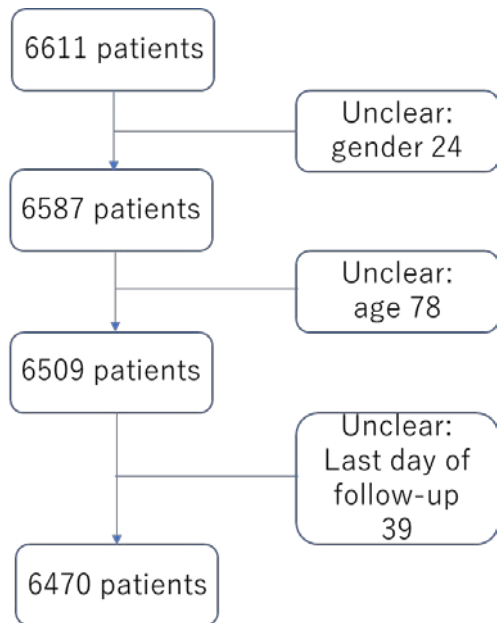 6611 patients
Unclear:
gender 24
6587 patients
Unclear:
age 78
6509 patients
Unclear:
Last day of
follow-up
39
6470 patients